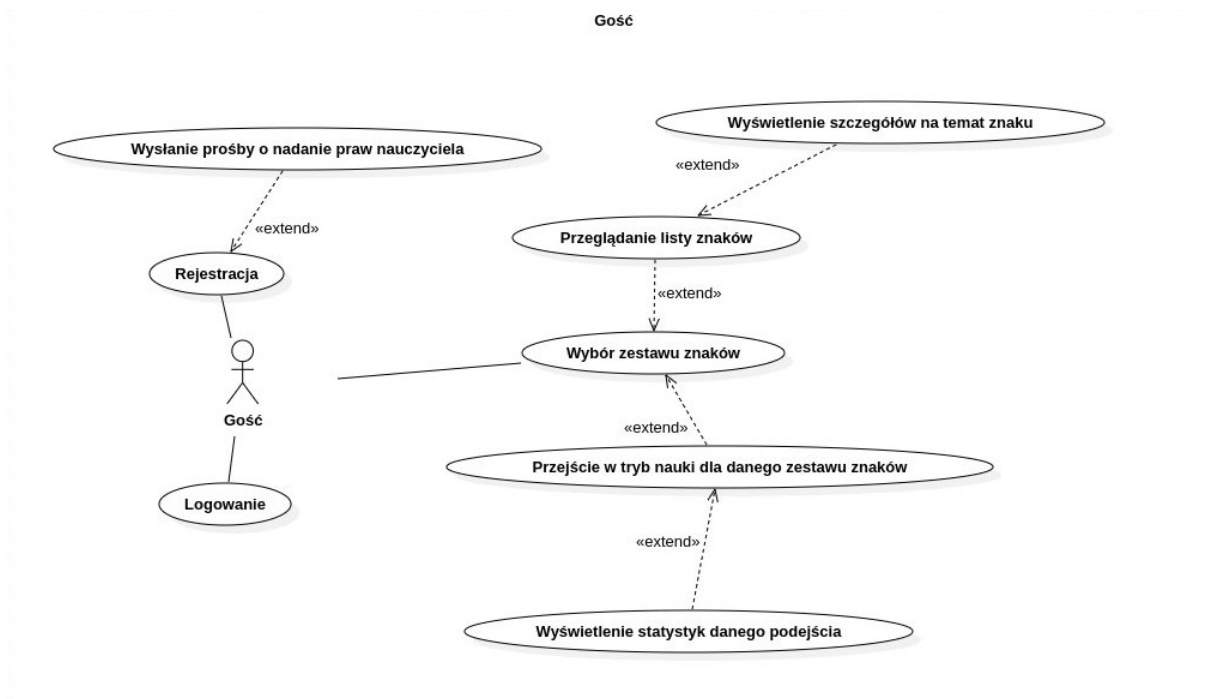 Gość
Wyświetlenie szczegółów na temat znaku
Wysłanie prośby o nadanie praw nauczyciela
«extend»
«extend»
Przeglądanie listy znaków
Rejestracja
«extend»
Wybór zestawu znaków
Gość
«extend»
Przejście w tryb nauki dla danego zestawu znaków
Logowanie
«extend»
Wyświetlenie statystyk danego podejścia